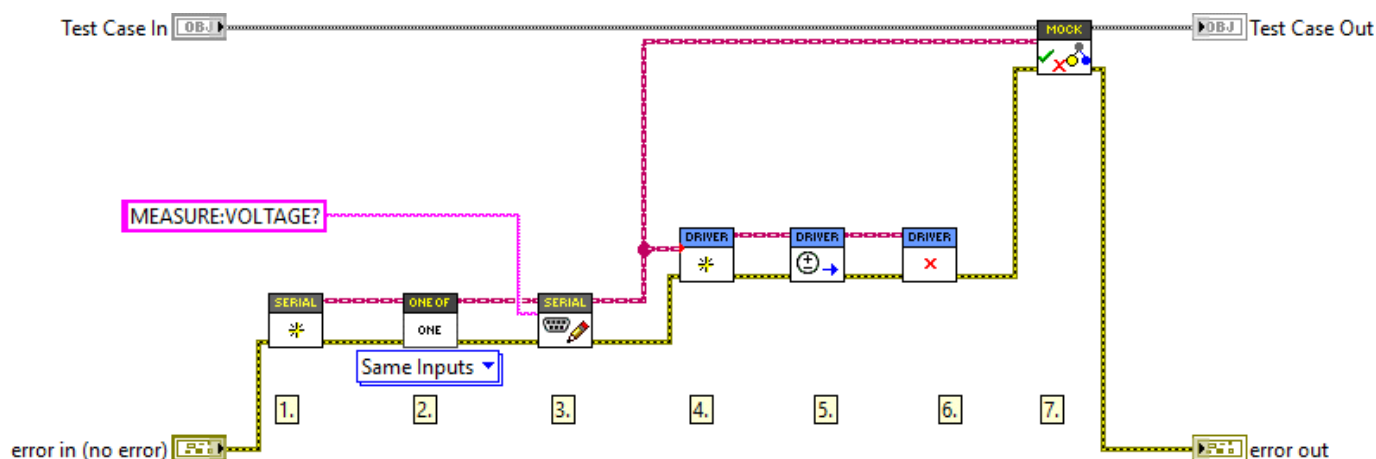 Test Case In
OBJ
MOCK
OBJ
Test Case Out
MEASURE:VOLTAGE?
DRIVER
DRIVER
DRIVER
SERIAL
ONE OF
ONE
SERIAL
Same Inputs
1.
2.
3.
4.
5.
6.
7.
error in (no error)
error out